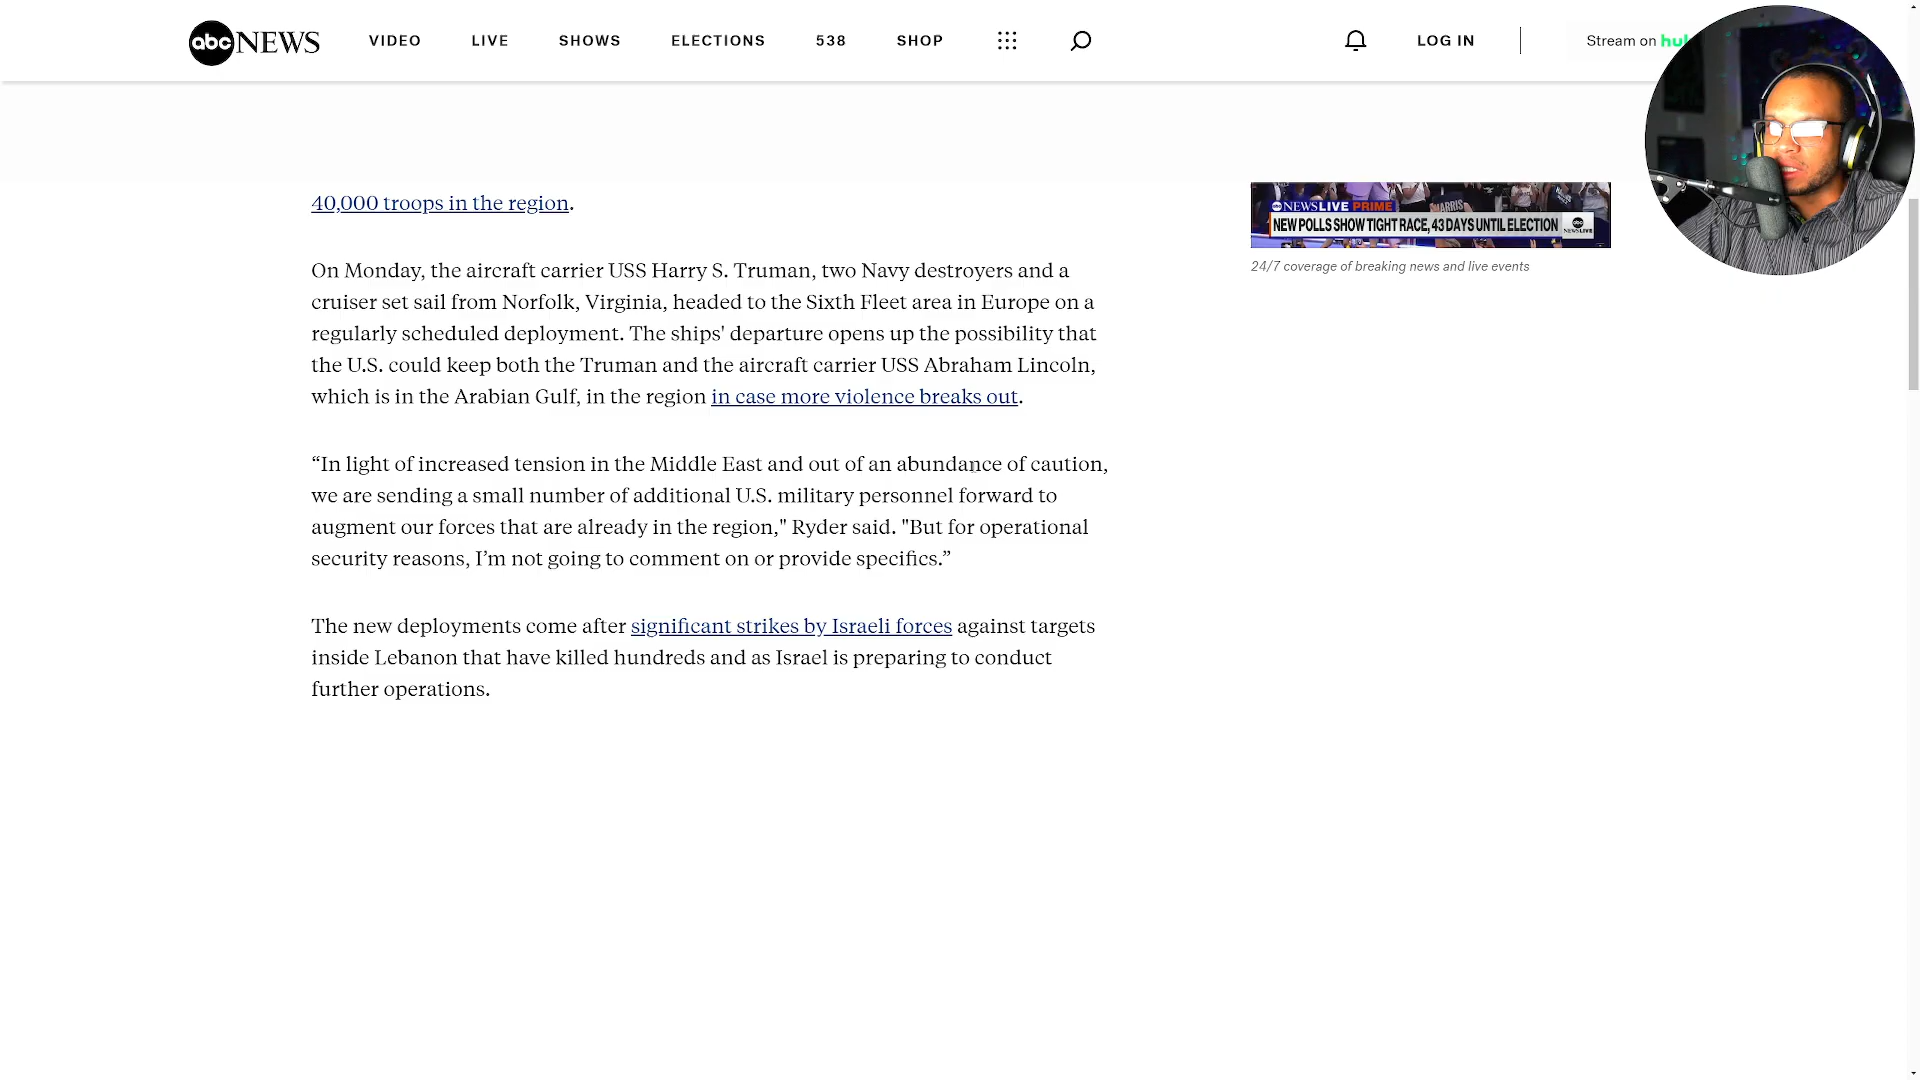 abc NEWS VIDEO LIVE SHOWS ELECTIONS 538 SHOP LOG IN Stream on hul
40,000 troops in the region.
NEWS LIVE PRIME
HARRIS
NEW POLLS SHOW TIGHT RACE, 43 DAYS UNTIL ELECTION abc NEWS LIVE
24/7 coverage of breaking news and live events
On Monday, the aircraft carrier USS Harry S. Truman, two Navy destroyers and a
cruiser set sail from Norfolk, Virginia, headed to the Sixth Fleet area in Europe on a
regularly scheduled deployment. The ships' departure opens up the possibility that
the U.S. could keep both the Truman and the aircraft carrier USS Abraham Lincoln,
which is in the Arabian Gulf, in the region in case more violence breaks out.
“In light of increased tension in the Middle East and out of an abundance of caution,
we are sending a small number of additional U.S. military personnel forward to
augment our forces that are already in the region," Ryder said. "But for operational
security reasons, I’m not going to comment on or provide specifics.”
The new deployments come after significant strikes by Israeli forces against targets
inside Lebanon that have killed hundreds and as Israel is preparing to conduct
further operations.